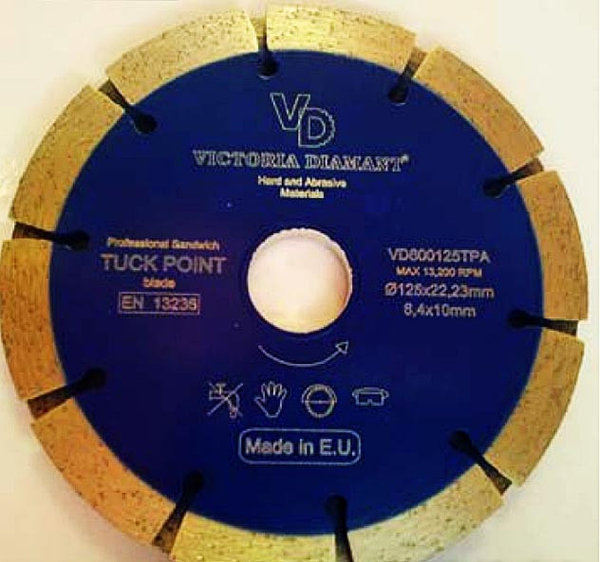 VD
VICTORIA DIAMANT®
Hard and Abrasive
Materials
Professional Sandwich
TUCK POINT
blade
EN 13236
VD800125TPA
MAX 13,200 RPM
Ø125x22,23mm
8,4x10mm
Made in E.U.